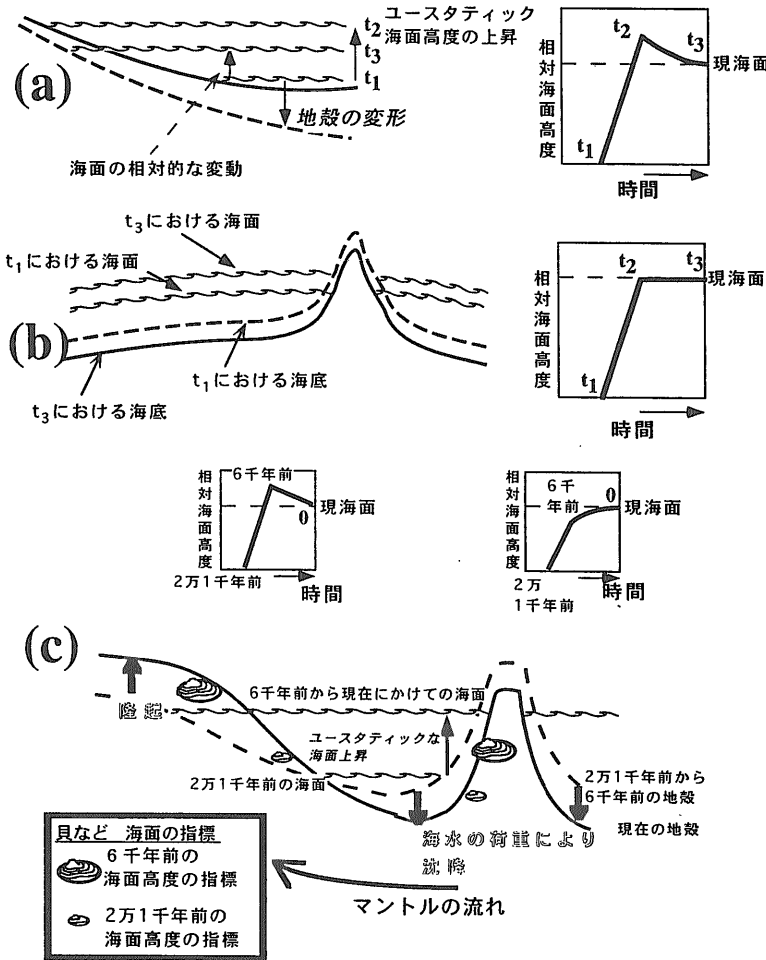 t2
ユースタティック
海面高度の上昇
t3
t1
(a)
地殻の変形
海面の相対的な変動
相対海面高度
t2
t3
現海面
t1
時間
t3における海面
t1における海面
(b)
t1における海底
t3における海底
相対海面高度
t2
t3
現海面
t1
時間
相対海面高度
6千年前
0
現海面
2万1千年前
時間
相対海面高度
6千
年前
0
現海面
2万
1千年前
時間
(c)
隆起
6千年前から現在にかけての海面
ユースタティックな
海面上昇
2万1千年前の海面
2万1千年前から
6千年前の地殻
現在の地殻
海水の荷重により
沈降
マントルの流れ
貝など 海面の指標
6千年前の
海面高度の指標
2万1千年前の
海面高度の指標